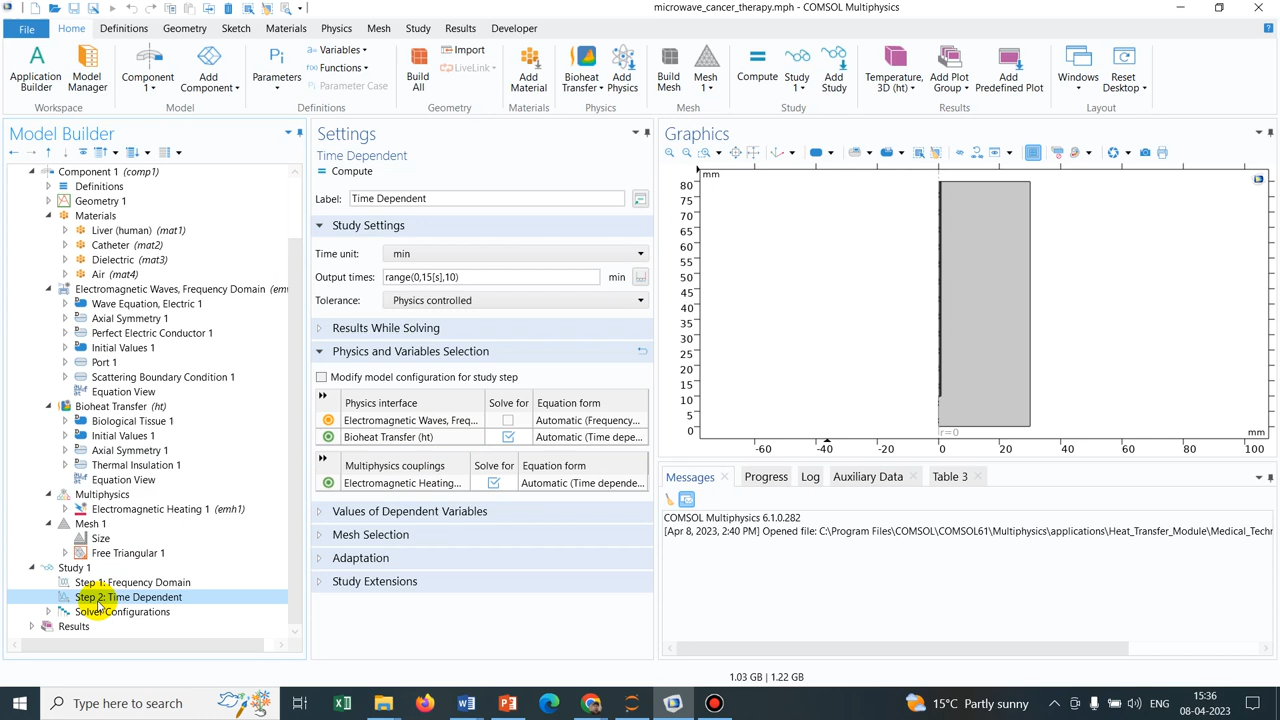 microwave_cancer_therapy.mph - COMSOL Multiphysics
File
Home
Definitions
Geometry
Sketch
Materials
Physics
Mesh
Study
Results
Developer
Application Builder
Model Manager
Workspace
Component 1
Add Component
Model
Parameters
Variables
Functions
Parameter Case
Definitions
Build All
Import
LiveLink
Geometry
Add Material
Materials
Bioheat Transfer
Add Physics
Physics
Build Mesh
Mesh 1
Mesh
Compute
Study 1
Add Study
Study
Temperature, 3D (ht)
Add Plot Group
Add Predefined Plot
Results
Windows
Reset Desktop
Layout
Model Builder
Component 1 (comp1)
Definitions
Geometry 1
Materials
Liver (human) (mat1)
Catheter (mat2)
Dielectric (mat3)
Air (mat4)
Electromagnetic Waves, Frequency Domain (em
Wave Equation, Electric 1
Axial Symmetry 1
Perfect Electric Conductor 1
Initial Values 1
Port 1
Scattering Boundary Condition 1
Equation View
Bioheat Transfer (ht)
Biological Tissue 1
Initial Values 1
Axial Symmetry 1
Thermal Insulation 1
Equation View
Multiphysics
Electromagnetic Heating 1 (emh1)
Mesh 1
Size
Free Triangular 1
Study 1
Step 1: Frequency Domain
Step 2: Time Dependent
Solver Configurations
Results
Settings
Time Dependent
= Compute
Label: Time Dependent
Study Settings
Time unit: min
Output times: range(0,15[s],10) min
Tolerance: Physics controlled
Results While Solving
Physics and Variables Selection
Modify model configuration for study step
Physics interface Solve for Equation form
Electromagnetic Waves, Freq... Automatic (Frequency...
Bioheat Transfer (ht) Automatic (Time depe...
Multiphysics couplings Solve for Equation form
Electromagnetic Heating... Automatic (Time depende...
Values of Dependent Variables
Mesh Selection
Adaptation
Study Extensions
Graphics
mm
80
75
70
65
60
55
50
45
40
35
30
25
20
15
10
5
0
r=0
mm
-60 -40 -20 0 20 40 60 80 100
Messages
Progress
Log
Auxiliary Data
Table 3
COMSOL Multiphysics 6.1.0.282
[Apr 8, 2023, 2:40 PM] Opened file: C:\Program Files\COMSOL\COMSOL61\Multiphysics\applications\Heat_Transfer_Module\Medical_Techr
1.03 GB | 1.22 GB
Type here to search
15°C Partly sunny
ENG
15:36
08-04-2023